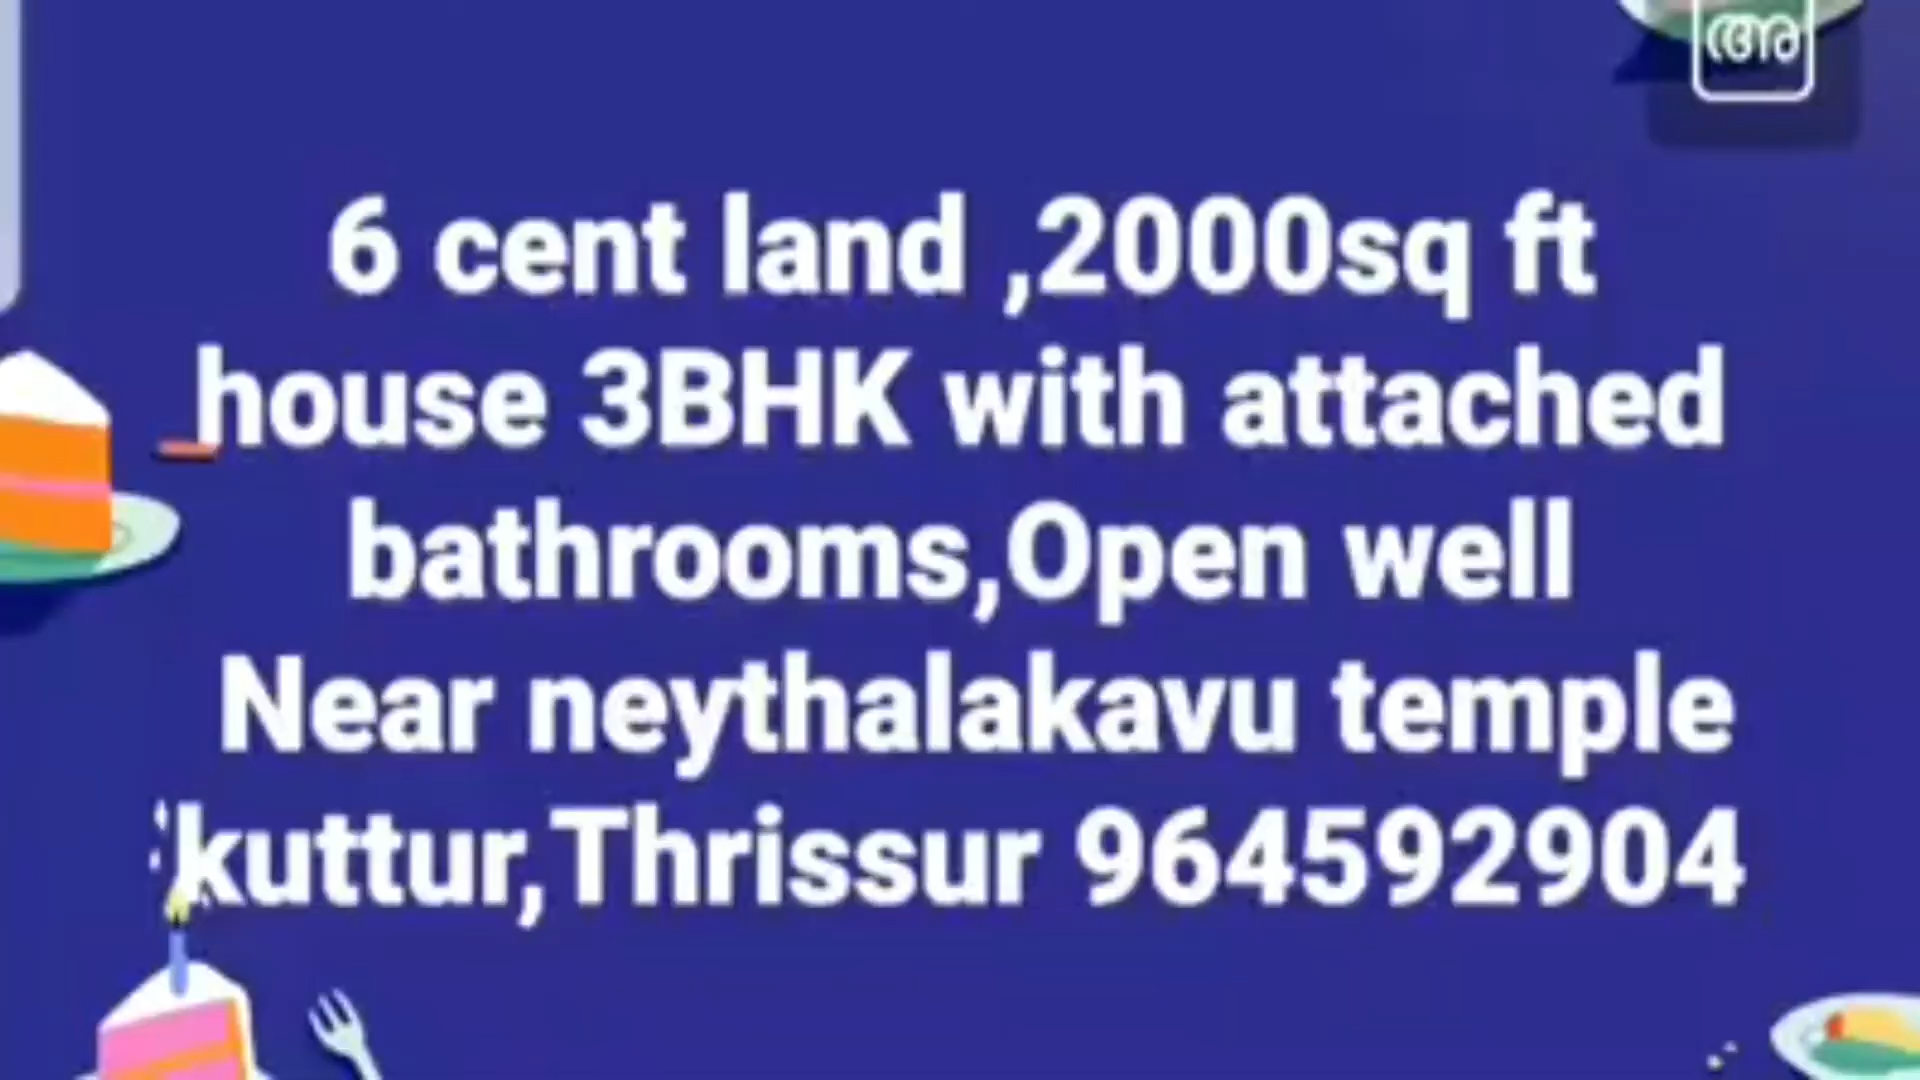 അ
6 cent land ,2000sq ft
house 3BHK with attached
bathrooms,Open well
Near neythalakavu temple
kuttur,Thrissur 964592904